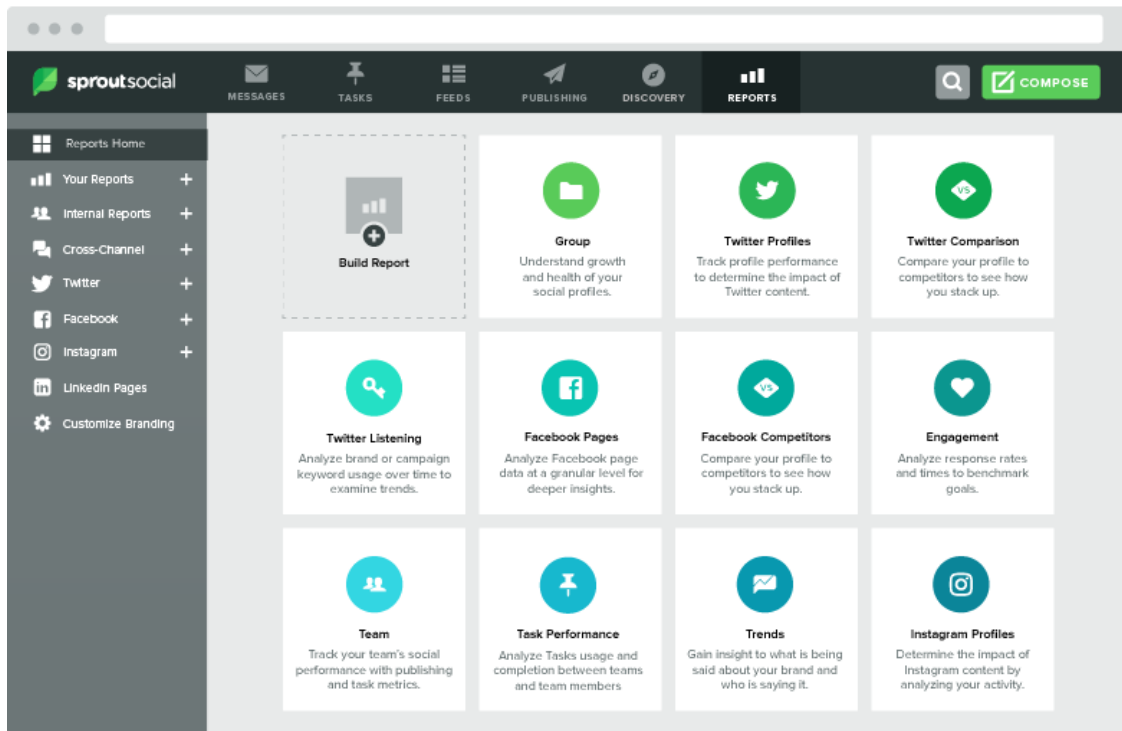 sproutsocial
MESSAGES
TASKS
FEEDS
PUBLISHING
DISCOVERY
REPORTS
COMPOSE
Reports Home
Your Reports +
Internal Reports +
Cross-Channel +
Twitter +
Facebook +
Instagram +
LinkedIn Pages
Customize Branding
Build Report
Group
Understand growth
and health of your
social profiles.
Twitter Profiles
Track profile performance
to determine the impact of
Twitter content.
VS
Twitter Comparison
Compare your profile to
competitors to see how
you stack up.
Twitter Listening
Analyze brand or campaign
keyword usage over time to
examine trends.
Facebook Pages
Analyze Facebook page
data at a granular level for
deeper insights.
VS
Facebook Competitors
Compare your profile to
competitors to see how
you stack up.
Engagement
Analyze response rates
and times to benchmark
goals.
Team
Track your team's social
performance with publishing
and task metrics.
Task Performance
Analyze Tasks usage and
completion between teams
and team members
Trends
Gain insight to what is being
said about your brand and
who is saying it.
Instagram Profiles
Determine the impact of
Instagram content by
analyzing your activity.